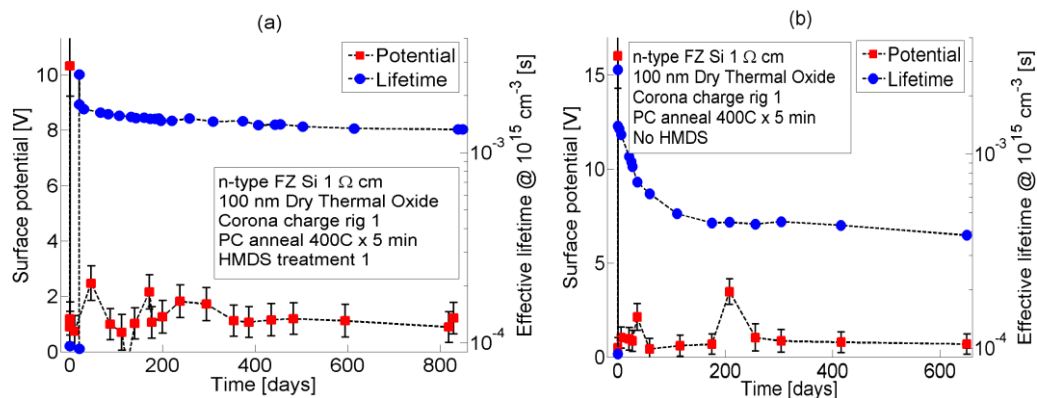 (a)
Potential
Lifetime
10
8
6
4
2
0
Surface potential [V]
n-type FZ Si 1 Ω cm
100 nm Dry Thermal Oxide
Corona charge rig 1
PC anneal 400C x 5 min
HMDS treatment 1
10⁻³
10⁻⁴
Effective lifetime @ 10¹⁵ cm⁻³ [s]
0
200
400
600
800
Time [days]
(b)
Potential
Lifetime
n-type FZ Si 1 Ω cm
100 nm Dry Thermal Oxide
Corona charge rig 1
PC anneal 400C x 5 min
No HMDS
15
10
5
0
Surface potential [V]
10⁻³
10⁻⁴
Effective lifetime @ 10¹⁵ cm⁻³ [s]
0
200
400
600
Time [days]